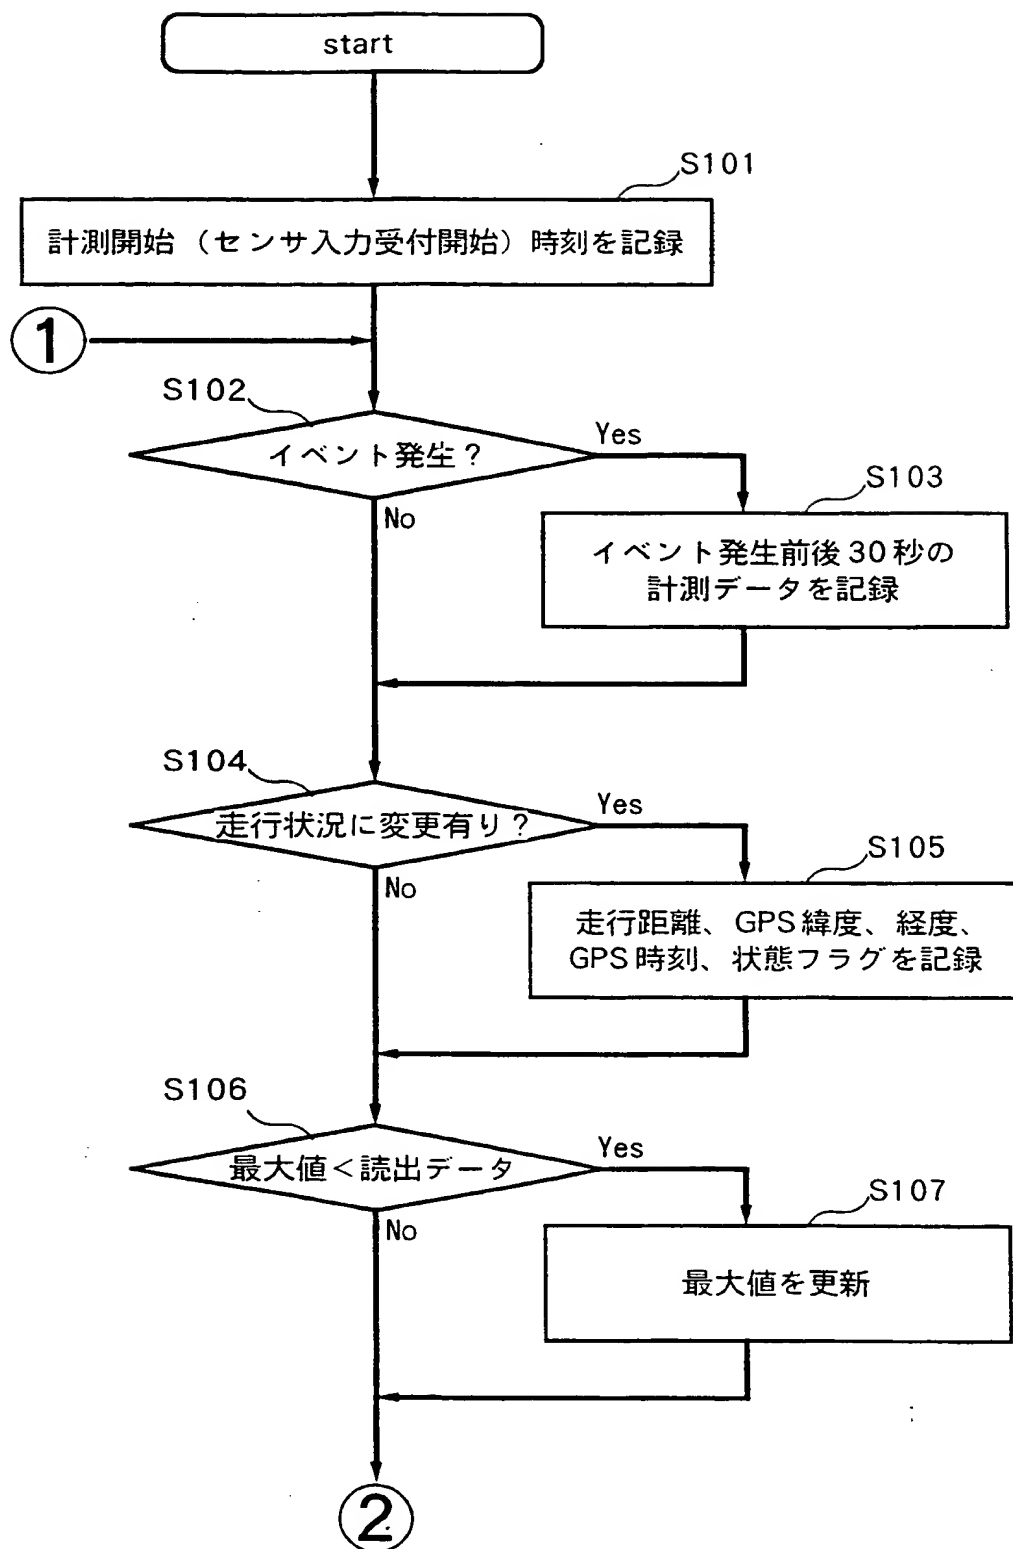 start
S101
計測開始（センサ入力受付開始）時刻を記録
①
S102
イベント発生？
Yes
No
S103
イベント発生前後30秒の
計測データを記録
S104
走行状況に変更有り？
Yes
No
S105
走行距離、GPS緯度、経度、
GPS時刻、状態フラグを記録
S106
最大値＜読出データ
Yes
No
S107
最大値を更新
②